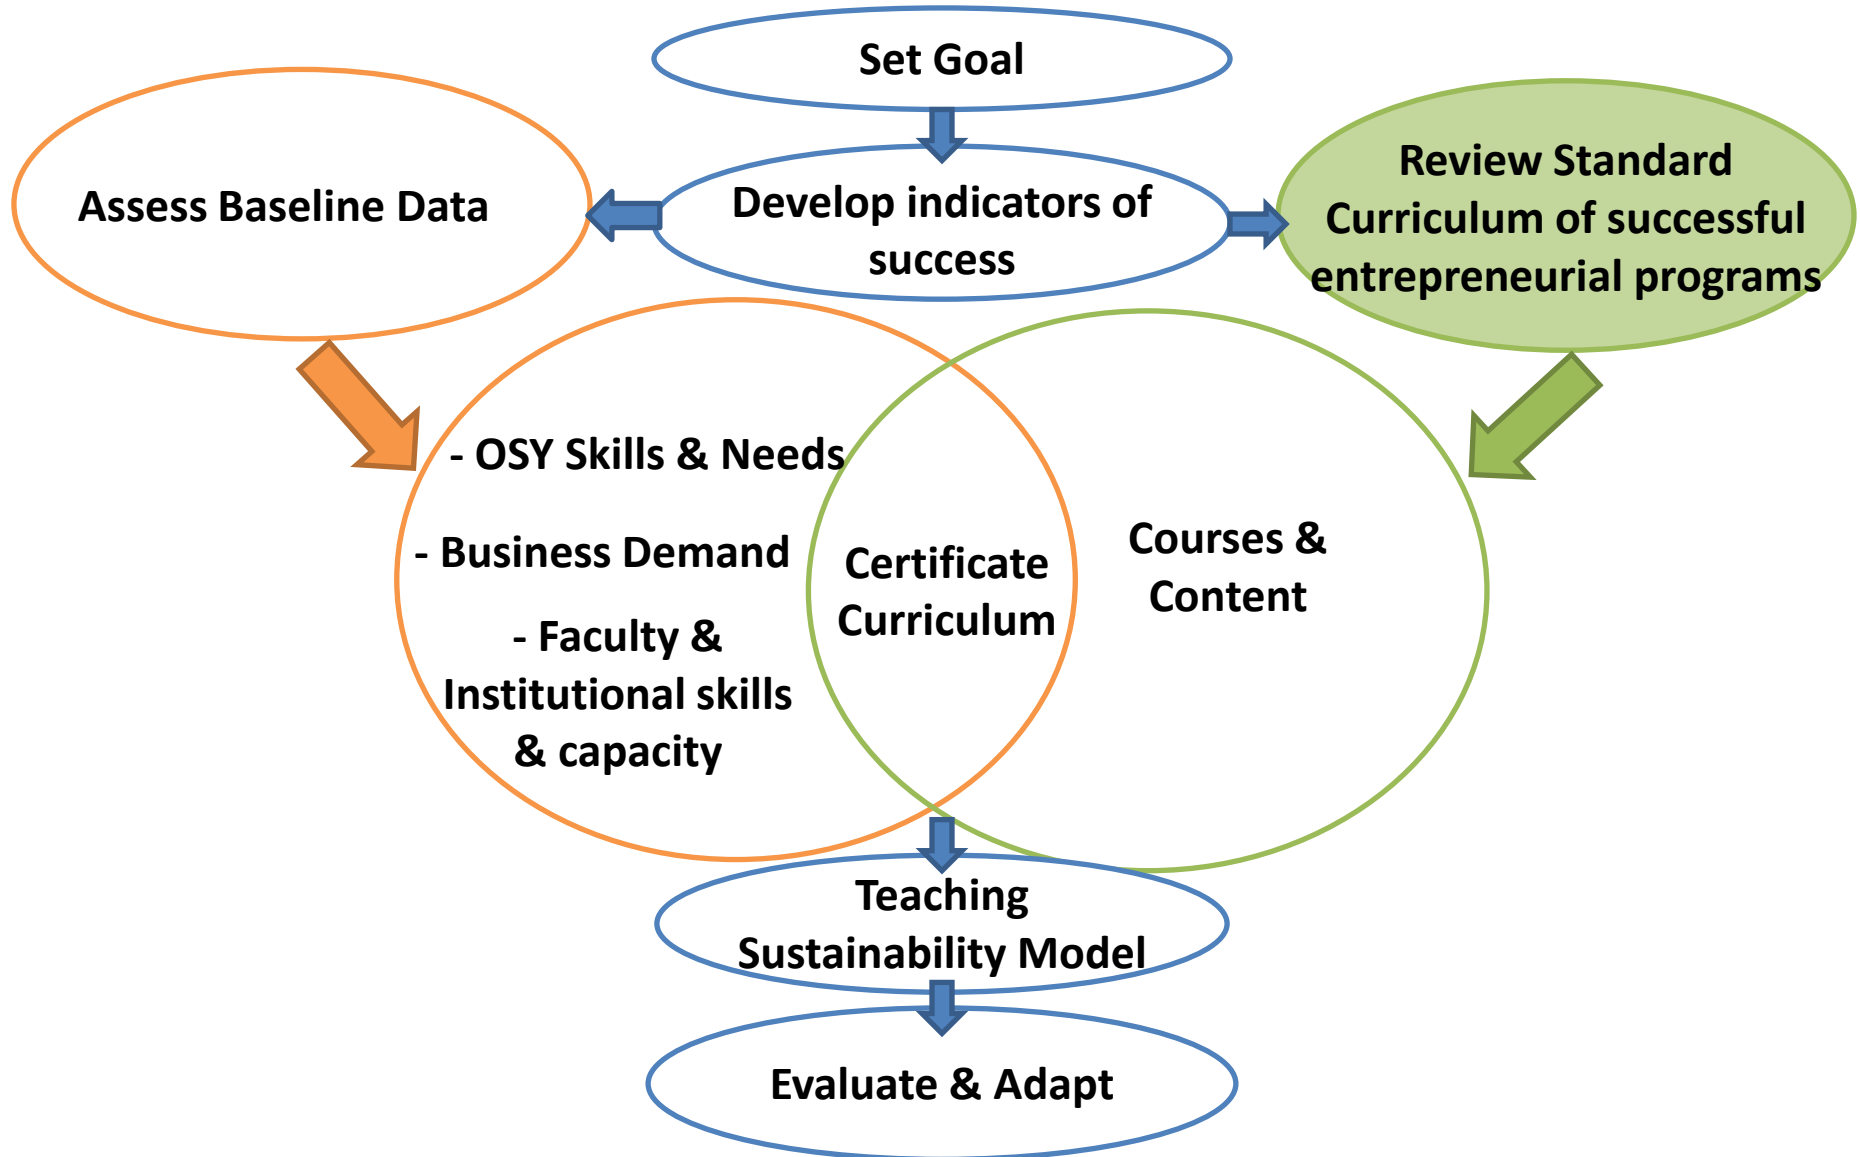 Set Goal
Assess Baseline Data
Develop indicators of
success
Review Standard
Curriculum of successful
entrepreneurial programs
- OSY Skills & Needs
- Business Demand
- Faculty &
Institutional skills
& capacity
Certificate
Curriculum
Courses &
Content
Teaching
Sustainability Model
Evaluate & Adapt